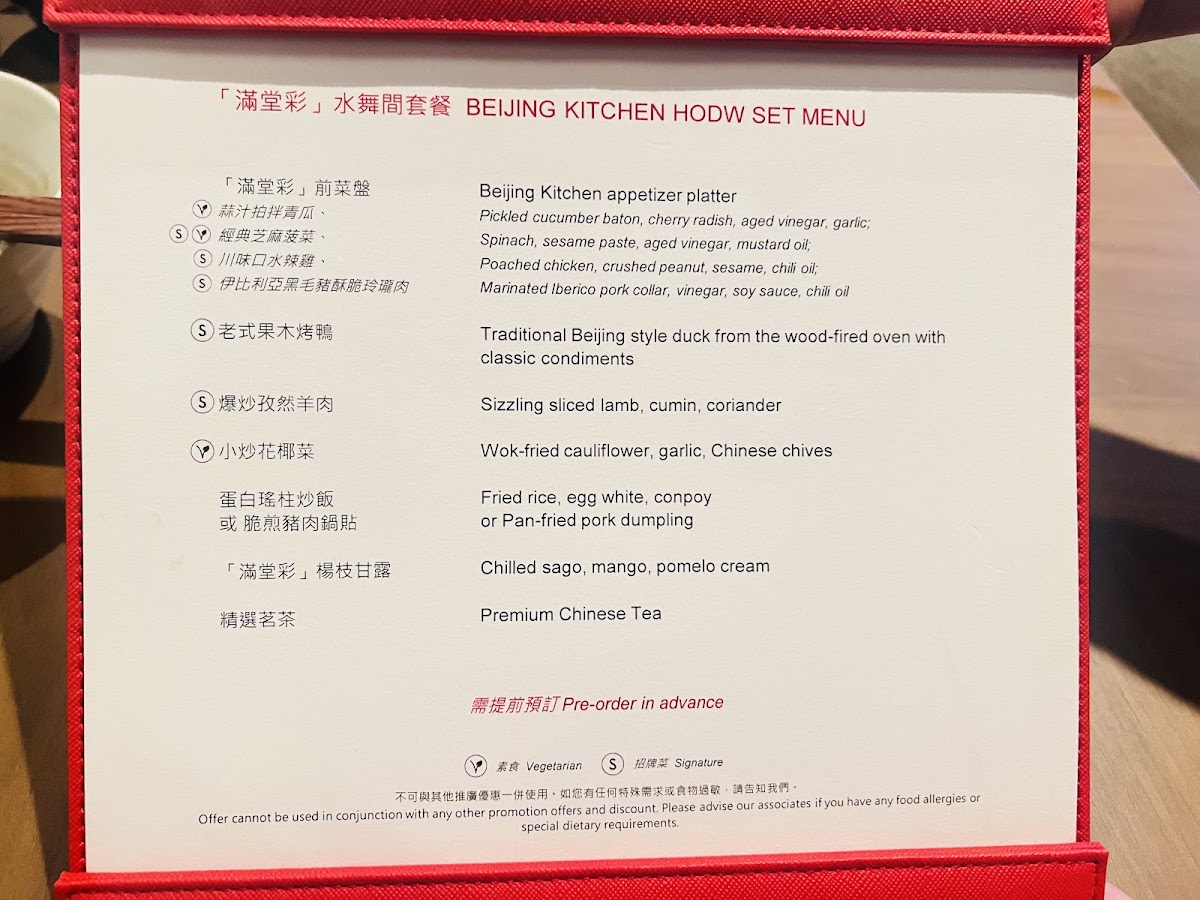 「滿堂彩」水舞間套餐 BEIJING KITCHEN HODW SET MENU
「滿堂彩」前菜盤 Beijing Kitchen appetizer platter
蒜汁拍拌青瓜、 Pickled cucumber baton, cherry radish, aged vinegar, garlic;
S 經典芝麻菠菜、 Spinach, sesame paste, aged vinegar, mustard oil;
S 川味口水辣雞、 Poached chicken, crushed peanut, sesame, chili oil;
S 伊比利亞黑毛豬酥脆玲瓏肉 Marinated Iberico pork collar, vinegar, soy sauce, chili oil
S 老式果木烤鴨 Traditional Beijing style duck from the wood-fired oven with
classic condiments
S 爆炒孜然羊肉 Sizzling sliced lamb, cumin, coriander
小炒花椰菜 Wok-fried cauliflower, garlic, Chinese chives
蛋白瑤柱炒飯 Fried rice, egg white, conpoy
或 脆煎豬肉鍋貼 or Pan-fried pork dumpling
「滿堂彩」楊枝甘露 Chilled sago, mango, pomelo cream
精選茗茶 Premium Chinese Tea
需提前預訂 Pre-order in advance
素食 Vegetarian S 招牌菜 Signature
不可與其他推廣優惠一併使用。如您有任何特殊需求或食物過敏，請告知我們。
Offer cannot be used in conjunction with any other promotion offers and discount. Please advise our associates if you have any food allergies or
special dietary requirements.